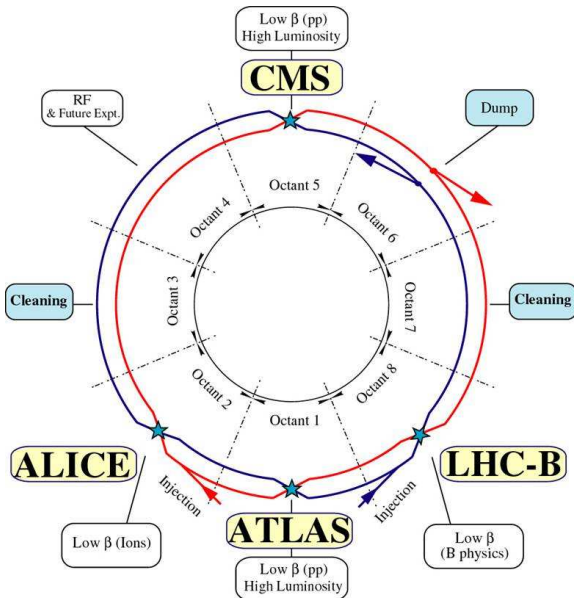 Low β (pp)
High Luminosity
CMS
RF
& Future Expt.
Dump
Octant 5
Octant 4
Octant 6
Cleaning
Octant 3
Octant 7
Cleaning
Octant 2
Octant 8
Octant 1
ALICE
LHC-B
Injection
Injection
ATLAS
Low β (Ions)
Low β
(B physics)
Low β (pp)
High Luminosity